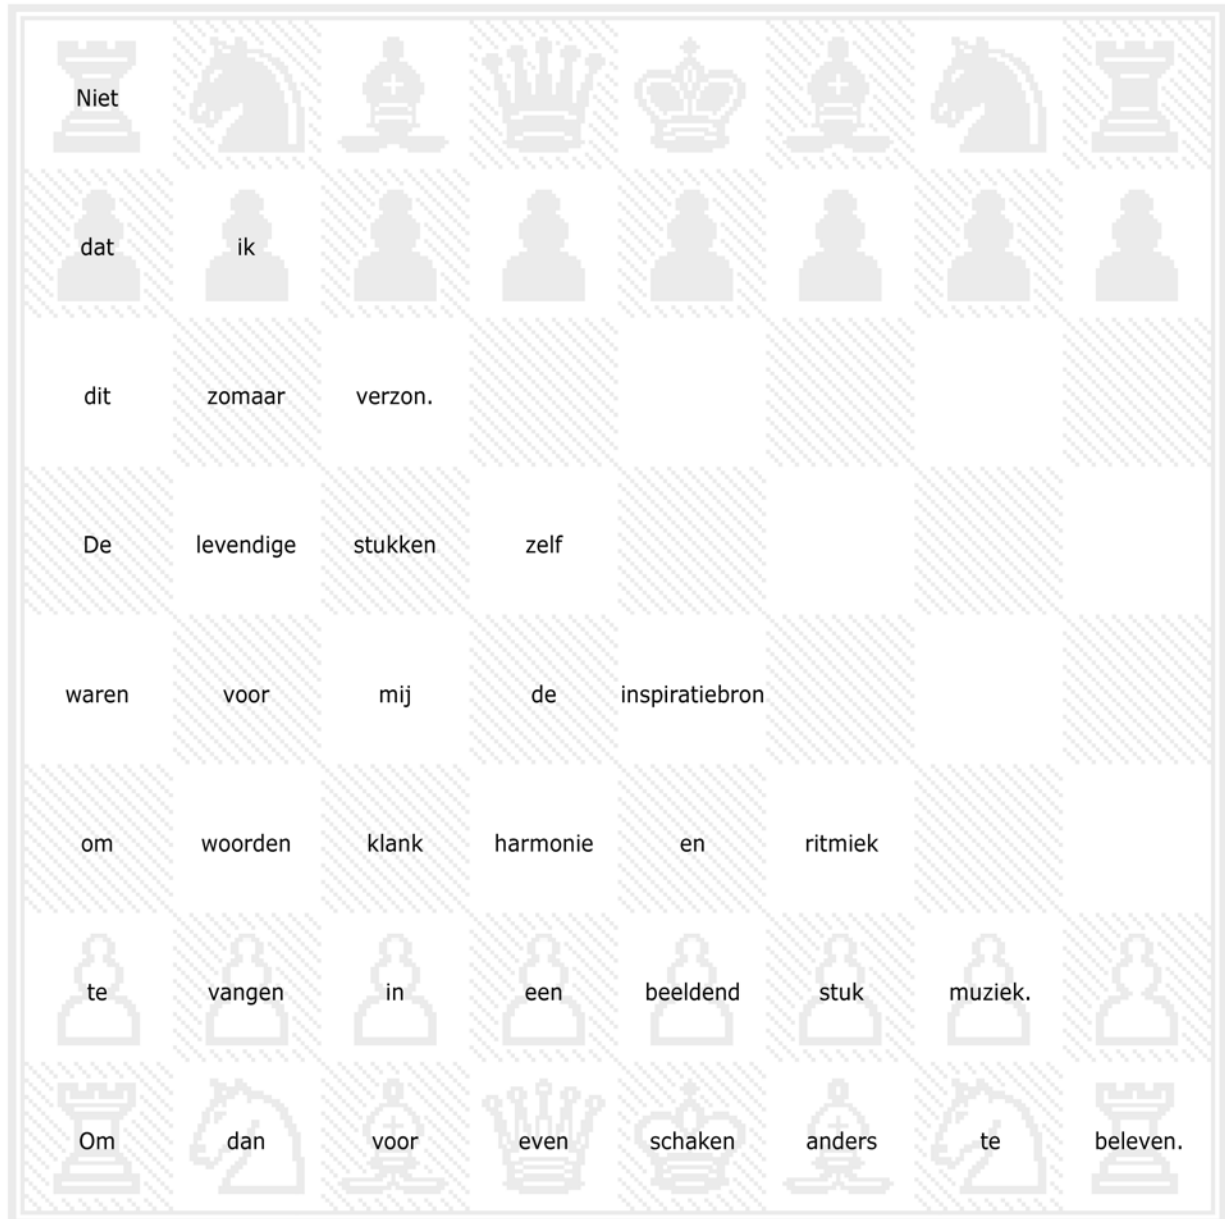 Niet
dat ik
dit zomaar verzon.
De levendige stukken zelf
waren voor mij de inspiratiebron
om woorden klank harmonie en ritmiek
te vangen in een beeldend stuk muziek.
Om dan voor even schaken anders te beleven.